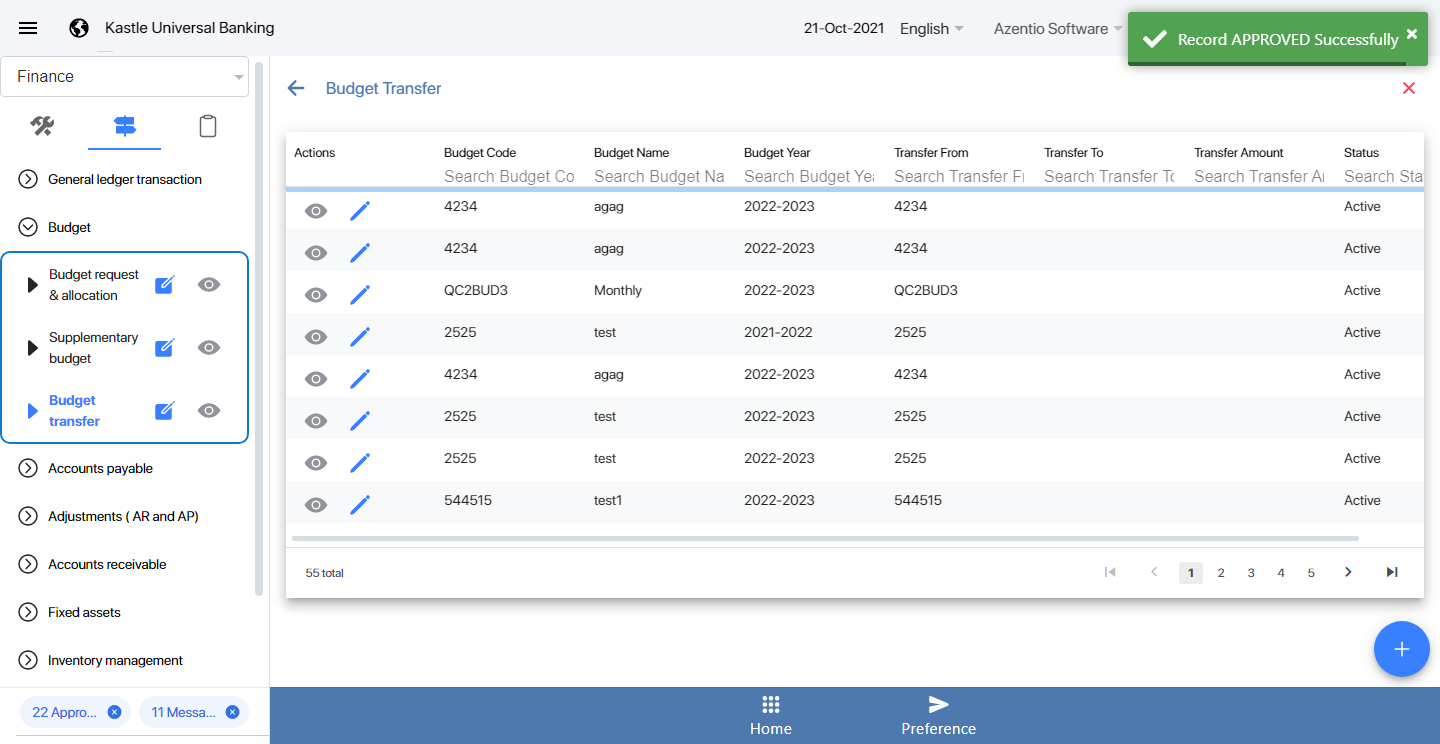 Kastle Universal Banking
21-Oct-2021
English
Azentio Software
Record APPROVED Successfully
Finance
General ledger transaction
Budget
Budget request
& allocation
Supplementary
budget
Budget
transfer
Accounts payable
Adjustments ( AR and AP)
Accounts receivable
Fixed assets
Inventory management
22 Appro...
11 Messa...
Budget Transfer
Actions Budget Code Budget Name Budget Year Transfer From Transfer To Transfer Amount Status
Search Budget Co Search Budget Na Search Budget Ye Search Transfer Fr Search Transfer To Search Transfer Ar Search Sta
4234 agag 2022-2023 4234 Active
4234 agag 2022-2023 4234 Active
QC2BUD3 Monthly 2022-2023 QC2BUD3 Active
2525 test 2021-2022 2525 Active
4234 agag 2022-2023 4234 Active
2525 test 2022-2023 2525 Active
2525 test 2022-2023 2525 Active
544515 test1 2022-2023 544515 Active
55 total
1 2 3 4 5
Home
Preference